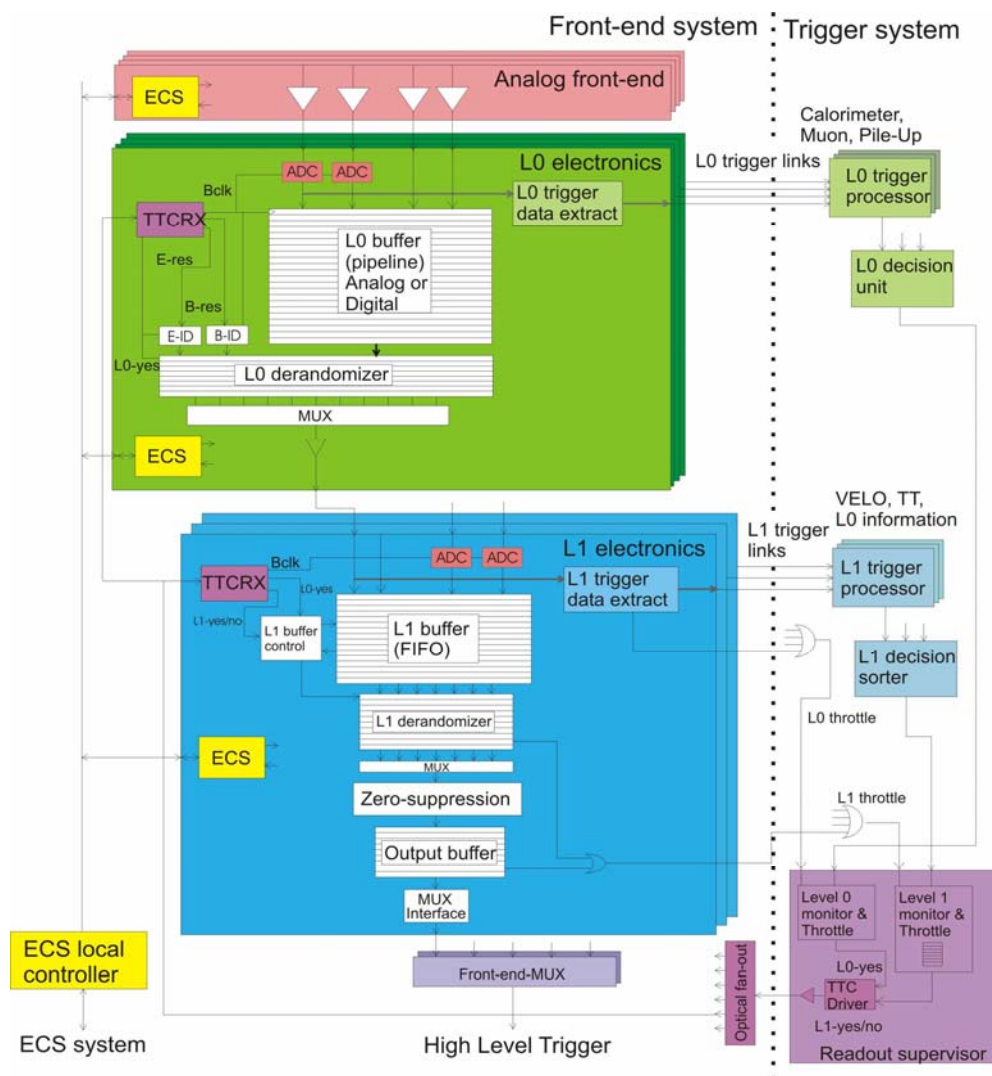 Front-end system
Trigger system
Analog front-end
ECS
Calorimeter,
Muon, Pile-Up
L0 electronics
L0 trigger links
ADC
ADC
L0 trigger
processor
Bclk
L0 trigger
data extract
TTCRX
L0 buffer
(pipeline)
Analog or
Digital
E-res
L0 decision
unit
B-res
E-ID
B-ID
L0-yes
L0 derandomizer
MUX
ECS
VELO, TT,
L0 information
L1 trigger
links
L1 electronics
ADC
ADC
Bclk
TTCRX
L0-yes
L1 trigger
data extract
L1 trigger
processor
L1-yes/no
L1 buffer
control
L1 buffer
(FIFO)
L1 decision
sorter
L1 derandomizer
L0 throttle
ECS
MUX
Zero-suppression
L1 throttle
Output buffer
MUX
Interface
Level 0
monitor &
Throttle
Level 1
monitor &
Throttle
ECS local
controller
Front-end-MUX
Optical fan-out
L0-yes
TTC
Driver
L1-yes/no
ECS system
High Level Trigger
Readout supervisor